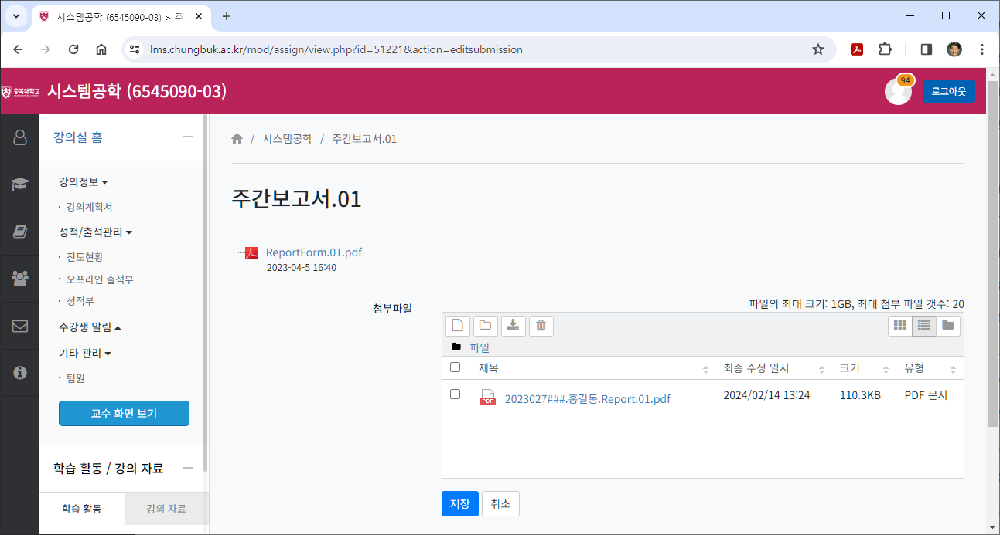 시스템공학 (6545090-03) > 주
lms.chungbuk.ac.kr/mod/assign/view.php?id=51221&action=editsubmission
충북대학교 시스템공학 (6545090-03)
94
로그아웃
강의실 홈
강의정보
· 강의계획서
성적/출석관리
· 진도현황
· 오프라인 출석부
· 성적부
수강생 알림
기타 관리
· 팀원
교수 화면 보기
학습 활동 / 강의 자료
학습 활동 강의 자료
/ 시스템공학 / 주간보고서.01
주간보고서.01
ReportForm.01.pdf
2023-04-5 16:40
첨부파일
파일의 최대 크기: 1GB, 최대 첨부 파일 갯수: 20
파일
제목 최종 수정 일시 크기 유형
PDF 2023027###.홍길동.Report.01.pdf 2024/02/14 13:24 110.3KB PDF 문서
저장 취소